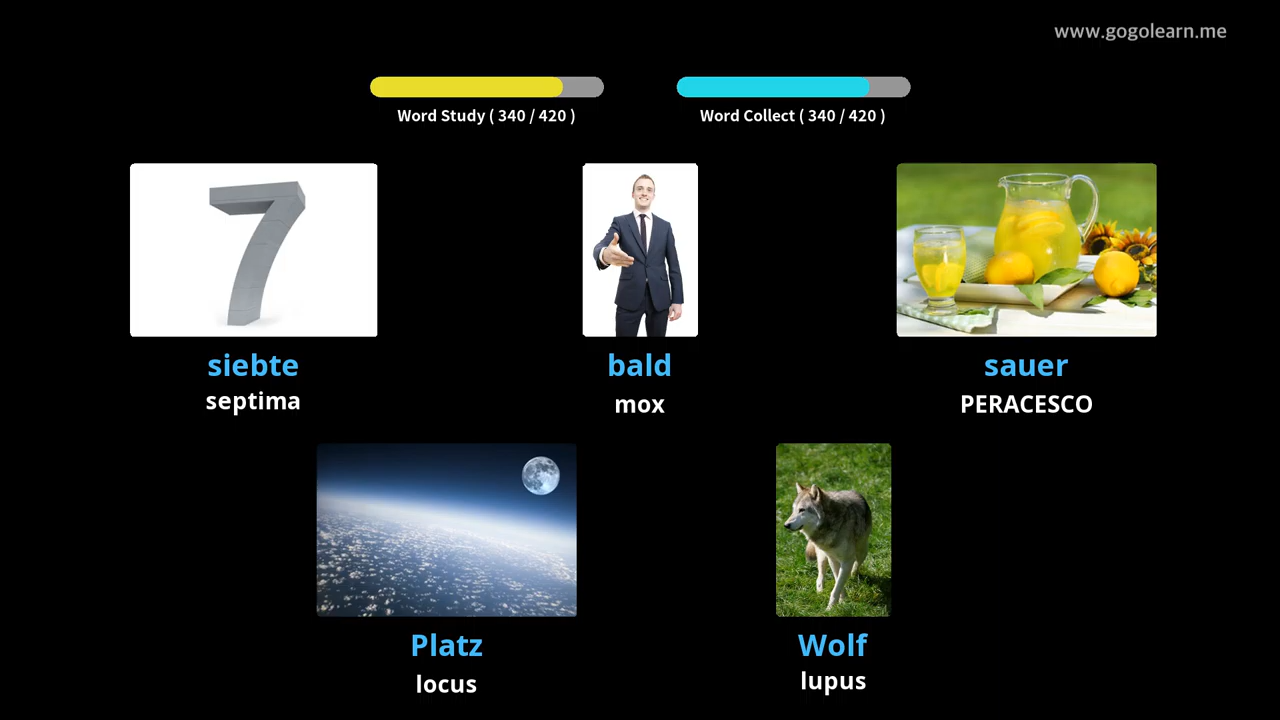 www.gogolearn.me
Word Study ( 340 / 420 )
Word Collect ( 340 / 420 )
7
siebte
septima
bald
mox
sauer
PERACESCO
Platz
locus
Wolf
lupus